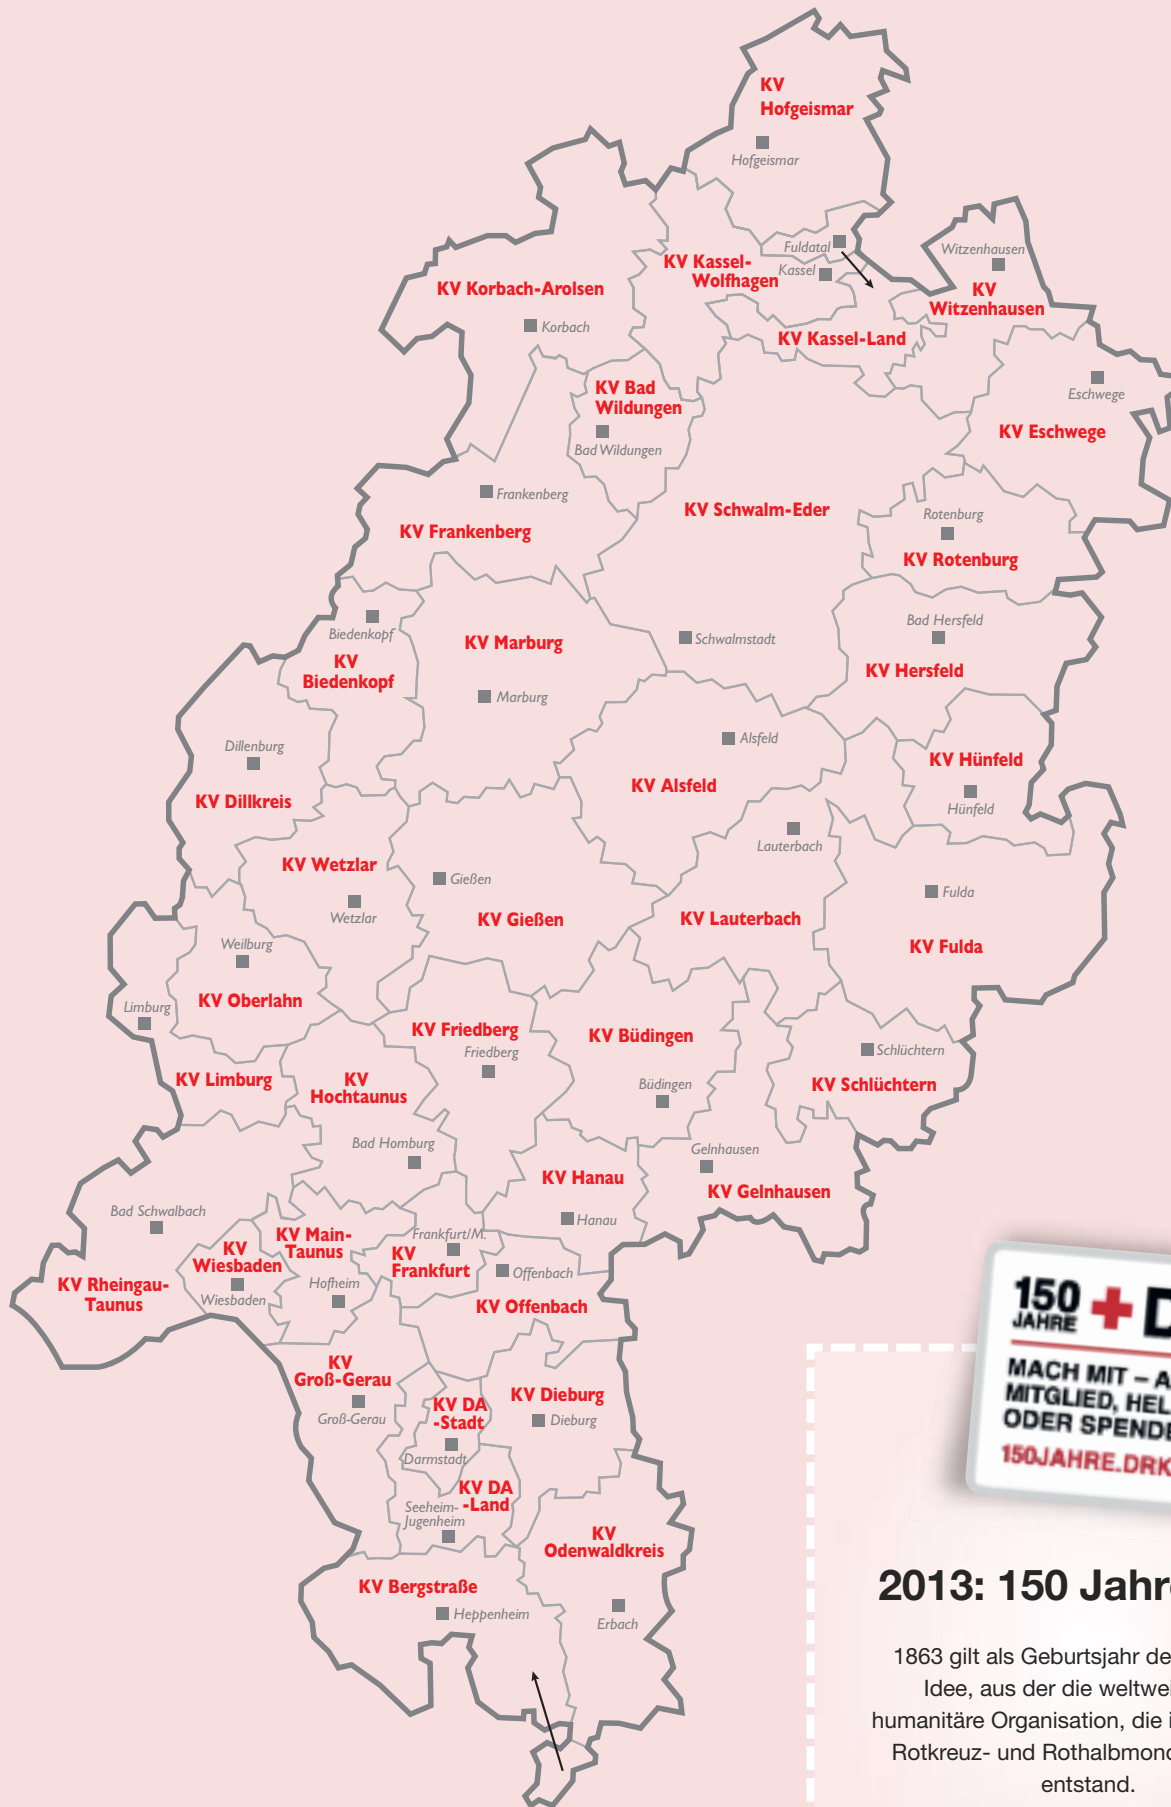 KV
Hofgeismar
Hofgeismar
Fuldatal
Witzenhausen
KV Kassel-
Wolfhagen
Kassel
KV Korbach-Arolsen
KV
Witzenhausen
Korbach
KV Kassel-Land
KV Bad
Wildungen
Eschwege
Bad Wildungen
KV Eschwege
Frankenberg
KV Schwalm-Eder
Rotenburg
KV Frankenberg
KV Rotenburg
Biedenkopf
Bad Hersfeld
KV Marburg
Schwalmstadt
KV
Biedenkopf
KV Hersfeld
Marburg
Dillenburg
Alsfeld
KV Hünfeld
KV Alsfeld
KV Dillkreis
Hünfeld
Lauterbach
KV Wetzlar
Gießen
Fulda
Wetzlar
KV Gießen
KV Lauterbach
Weilburg
KV Fulda
KV Oberlahn
Limburg
KV Friedberg
KV Büdingen
Friedberg
Schlüchtern
KV Limburg
KV
Hochtaunus
Büdingen
KV Schlüchtern
Bad Homburg
Gelnhausen
KV Hanau
KV Gelnhausen
Bad Schwalbach
Hanau
KV Main-
Taunus
Frankfurt/M.
KV
Wiesbaden
KV
Frankfurt
Offenbach
KV Rheingau-
Taunus
Hofheim
Wiesbaden
KV Offenbach
KV
Groß-Gerau
KV DA
-Stadt
KV Dieburg
Groß-Gerau
Dieburg
Darmstadt
KV DA
-Land
Seeheim-
Jugenheim
KV
Odenwaldkreis
KV Bergstraße
Heppenheim
Erbach
150
JAHRE
D
MACH MIT – A
MITGLIED, HEL
ODER SPENDE
150JAHRE.DRK
2013: 150 Jahr
1863 gilt als Geburtsjahr de
Idee, aus der die weltwei
humanitäre Organisation, die i
Rotkreuz- und Rothalbmond
entstand.